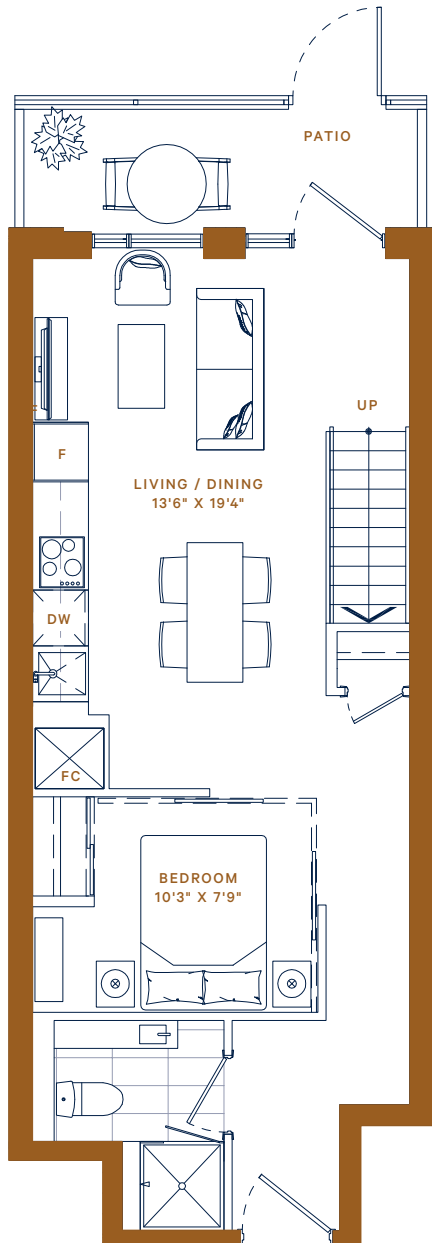 PATIO
UP
F
LIVING / DINING
13'6" X 19'4"
DW
FC
BEDROOM
10'3" X 7'9"